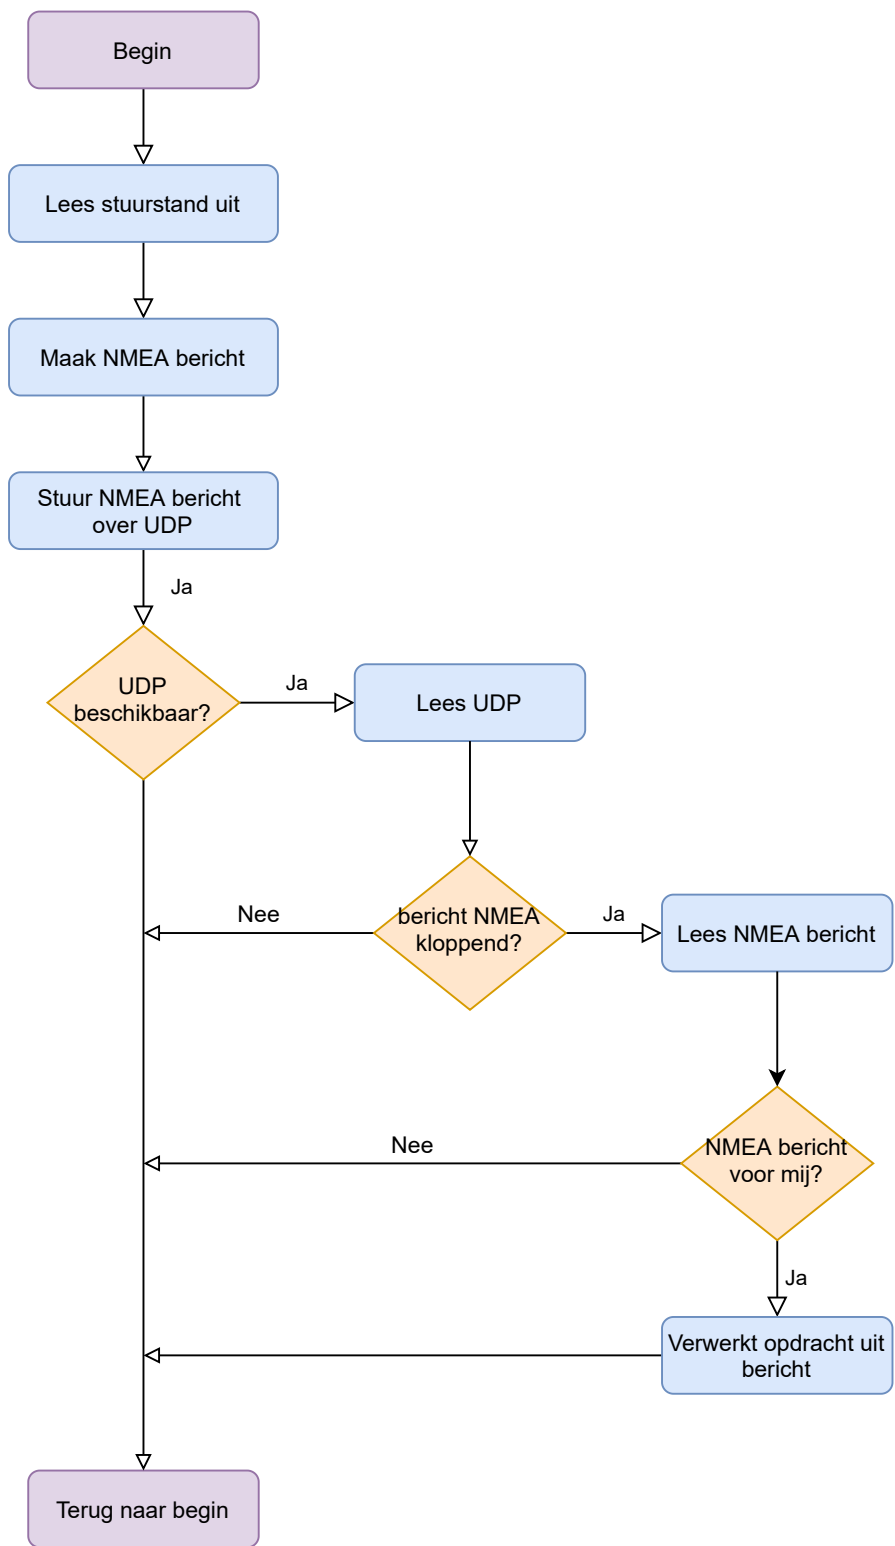 Begin
Lees stuurstand uit
Maak NMEA bericht
Stuur NMEA bericht
over UDP
Ja
UDP
beschikbaar?
Ja
Lees UDP
Nee
bericht NMEA
kloppend?
Ja
Lees NMEA bericht
Nee
NMEA bericht
voor mij?
Ja
Verwerkt opdracht uit
bericht
Terug naar begin